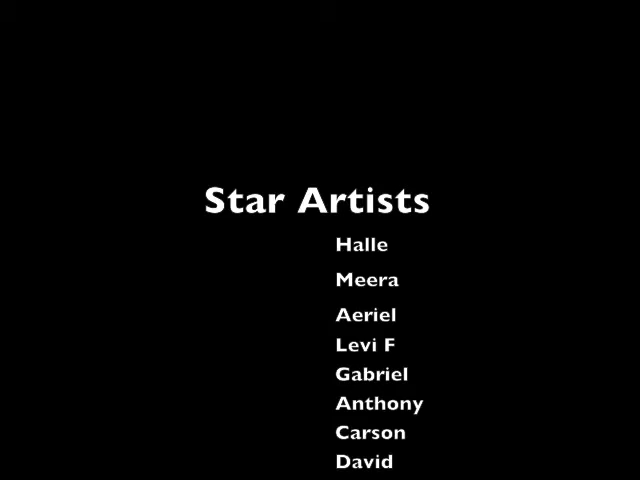 Star Artists
Halle
Meera
Aeriel
Levi F
Gabriel
Anthony
Carson
David